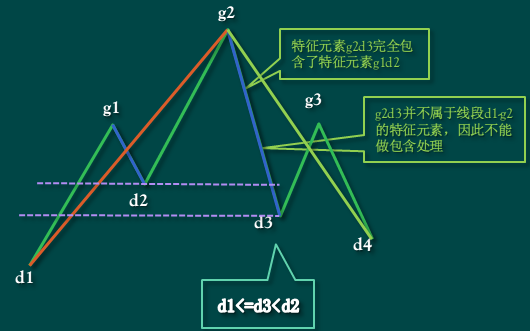 g2
特征元素g2d3完全包
含了特征元素g1d2
g1
g3
g2d3并不属于线段d1-g2
的特征元素，因此不能
做包含处理
d2
d3
d4
d1
d1<=d3<d2